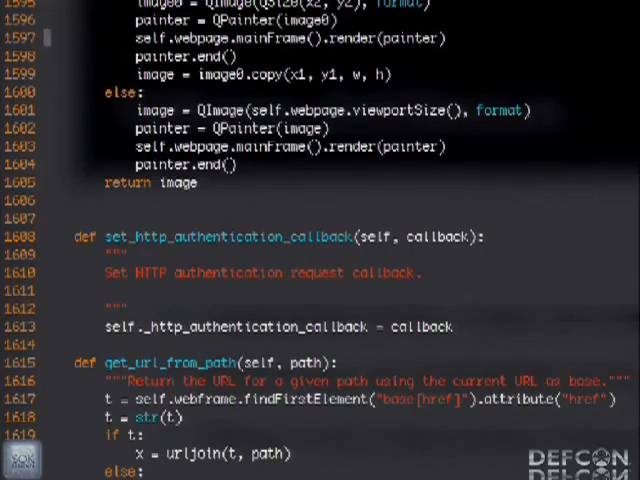 1595 image0 = QImage(QSize(x2, y2), format)
1596 painter = QPainter(image0)
1597 self.webpage.mainFrame().render(painter)
1598 painter.end()
1599 image = image0.copy(x1, y1, w, h)
1600 else:
1601 image = QImage(self.webpage.viewportSize(), format)
1602 painter = QPainter(image)
1603 self.webpage.mainFrame().render(painter)
1604 painter.end()
1605 return image
1606
1607
1608 def set_http_authentication_callback(self, callback):
1609 """
1610 Set HTTP authentication request callback.
1611
1612 """
1613 self._http_authentication_callback = callback
1614
1615 def get_url_from_path(self, path):
1616 """Return the URL for a given path using the current URL as base."""
1617 t = self.webframe.findFirstElement("base[href]").attribute("href")
1618 t = str(t)
1619 if t:
x = urljoin(t, path)
else:
SOK
DEFCON